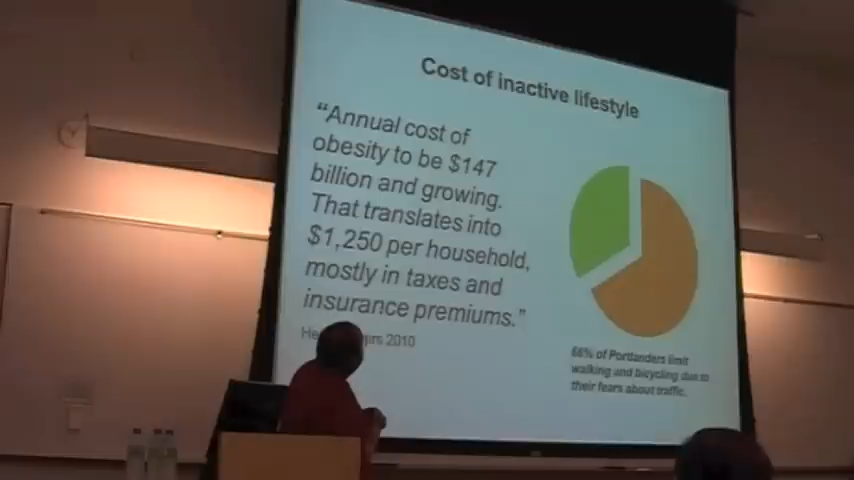 Cost of inactive lifestyle
“Annual cost of
obesity to be $147
billion and growing.
That translates into
$1,250 per household,
mostly in taxes and
insurance premiums.”
2010
66% of Portlanders limit
walking and bicycling due to
their fears about traffic.